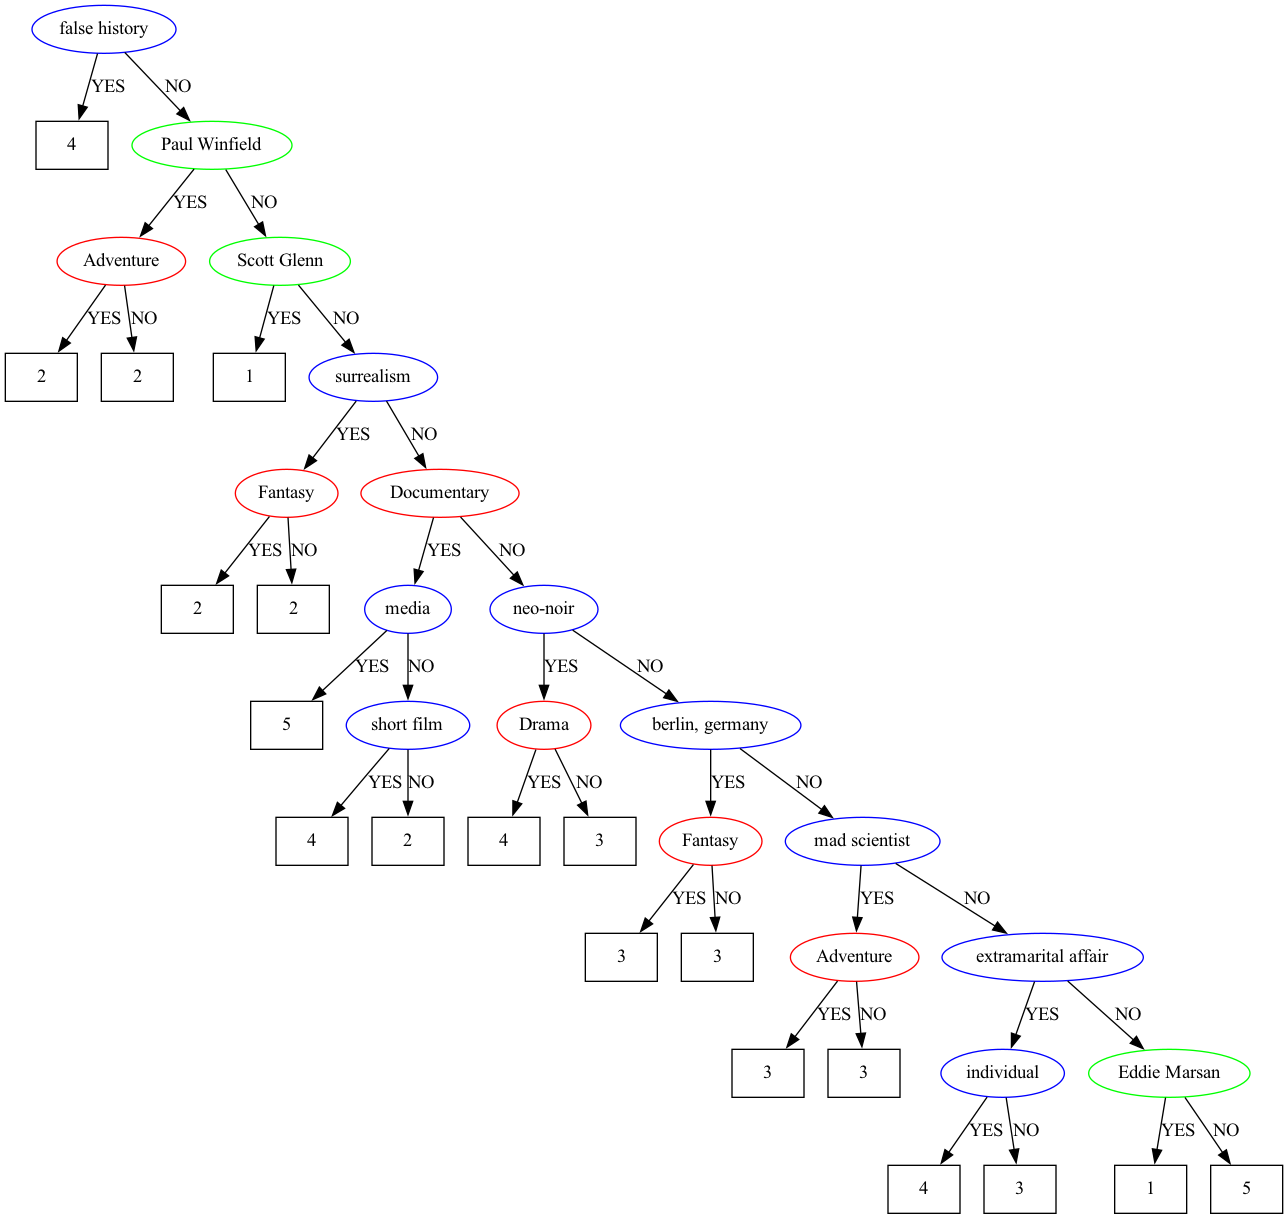 false history
YES
NO
4
Paul Winfield
YES
NO
Adventure
Scott Glenn
YES
NO
YES
NO
2
2
1
surrealism
YES
NO
Fantasy
Documentary
YES
NO
YES
NO
2
2
media
neo-noir
YES
NO
YES
NO
5
short film
Drama
berlin, germany
YES
NO
YES
NO
YES
NO
4
2
4
3
Fantasy
mad scientist
YES
NO
YES
NO
3
3
Adventure
extramarital affair
YES
NO
YES
NO
3
3
individual
Eddie Marsan
YES
NO
YES
NO
4
3
1
5